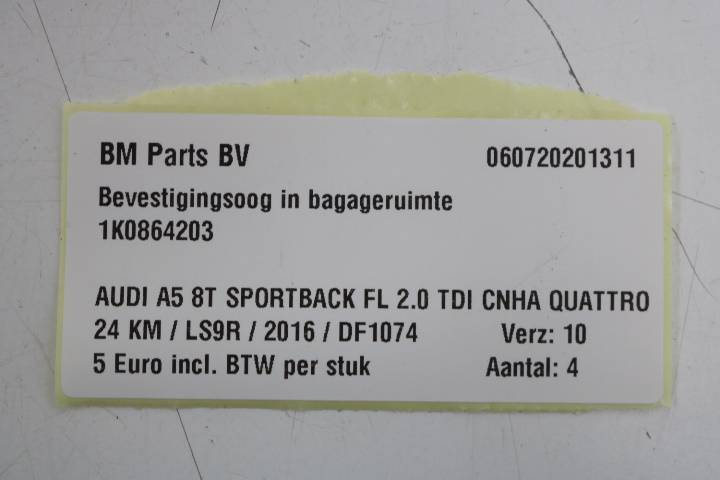 BM Parts BV 060720201311
Bevestigingsoog in bagageruimte
1K0864203
AUDI A5 8T SPORTBACK FL 2.0 TDI CNHA QUATTRO
24 KM / LS9R / 2016 / DF1074 Verz: 10
5 Euro incl. BTW per stuk Aantal: 4